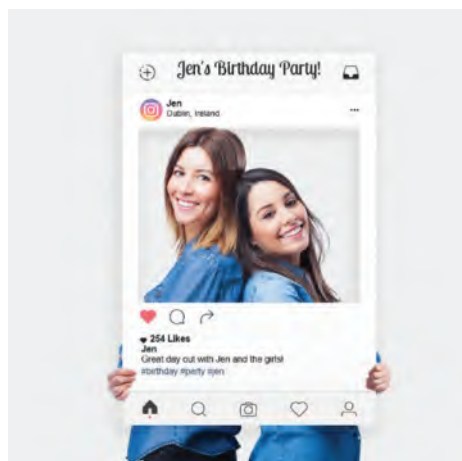 Jen's Birthday Party!
Jen
Dublin, Ireland
254 Likes
Jen
Great day out with Jen and the girls!
#birthday #party #jen